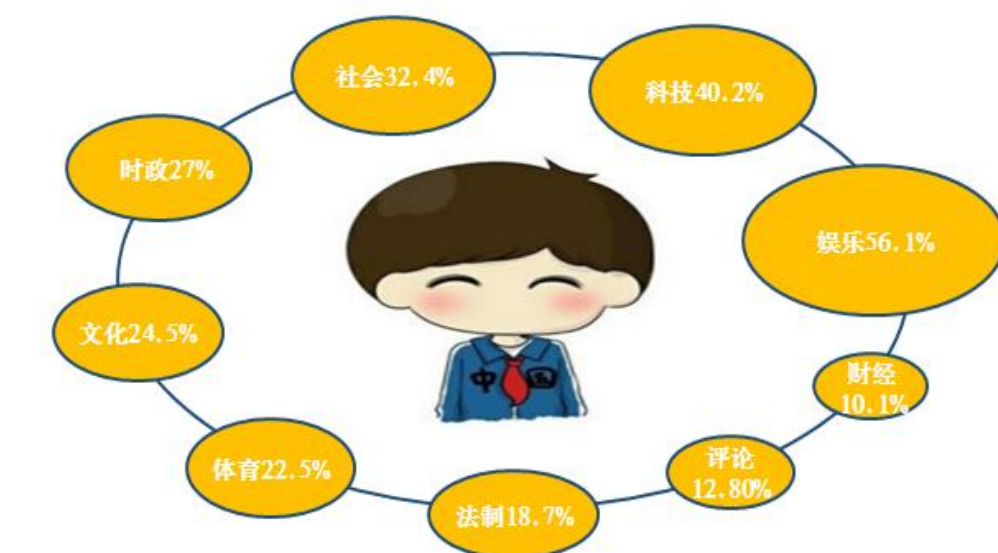 社会32.4%
科技40.2%
时政27%
娱乐56.1%
文化24.5%
财经
10.1%
体育22.5%
评论
12.80%
法制18.7%
中国